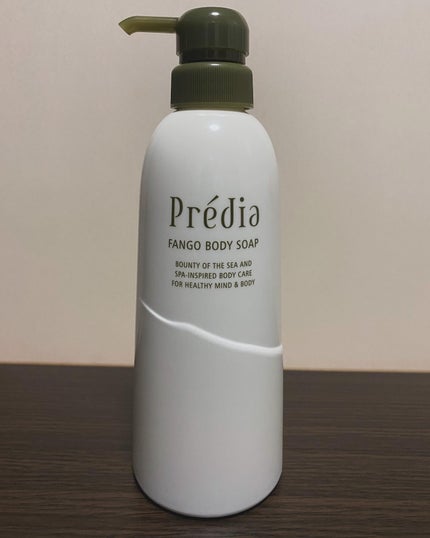 Prédia
FANGO BODY SOAP
BOUNTY OF THE SEA AND
SPA-INSPIRED BODY CARE
FOR HEALTHY MIND & BODY